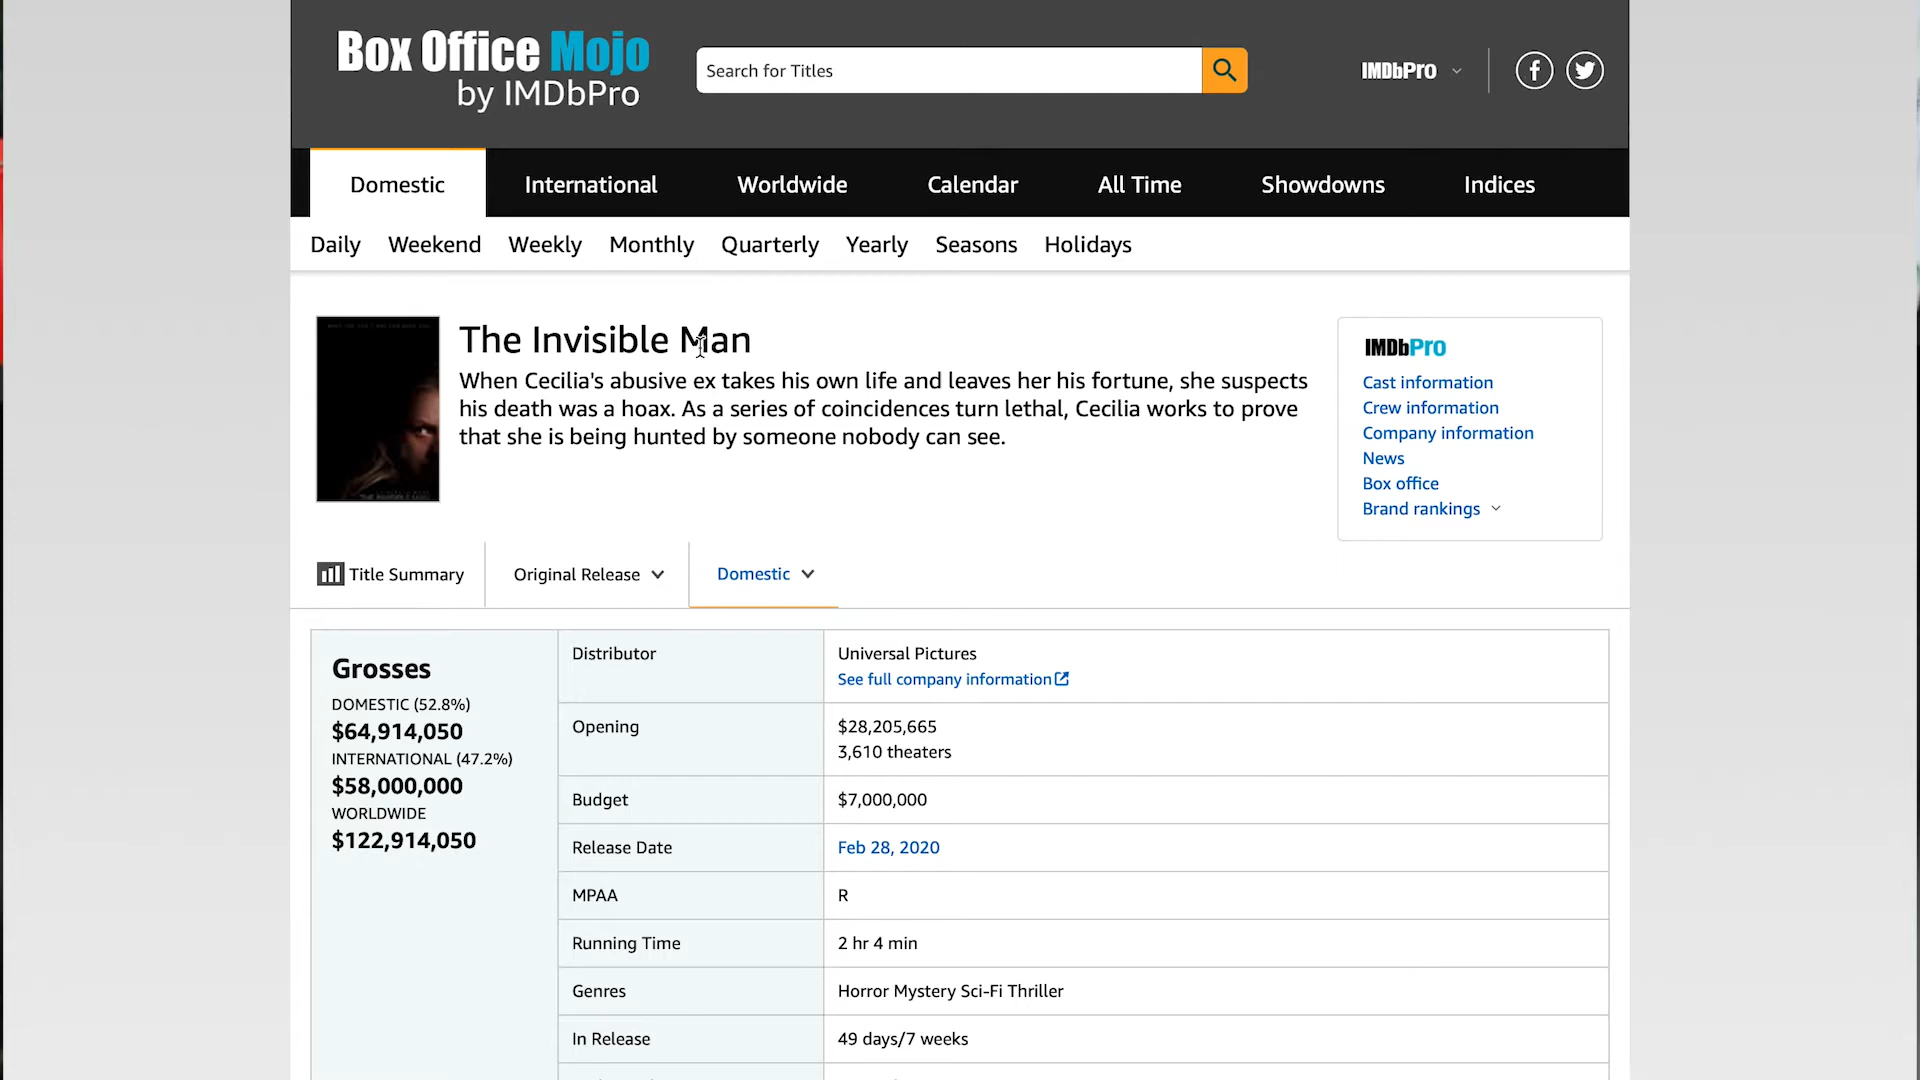 Box Office Mojo
by IMDbPro
Search for Titles
IMDbPro
Domestic
International
Worldwide
Calendar
All Time
Showdowns
Indices
Daily
Weekend
Weekly
Monthly
Quarterly
Yearly
Seasons
Holidays
The Invisible Man
When Cecilia's abusive ex takes his own life and leaves her his fortune, she suspects
his death was a hoax. As a series of coincidences turn lethal, Cecilia works to prove
that she is being hunted by someone nobody can see.
IMDbPro
Cast information
Crew information
Company information
News
Box office
Brand rankings
Title Summary
Original Release
Domestic
Grosses
DOMESTIC (52.8%)
$64,914,050
INTERNATIONAL (47.2%)
$58,000,000
WORLDWIDE
$122,914,050
Distributor
Universal Pictures
See full company information
Opening
$28,205,665
3,610 theaters
Budget
$7,000,000
Release Date
Feb 28, 2020
MPAA
R
Running Time
2 hr 4 min
Genres
Horror Mystery Sci-Fi Thriller
In Release
49 days/7 weeks